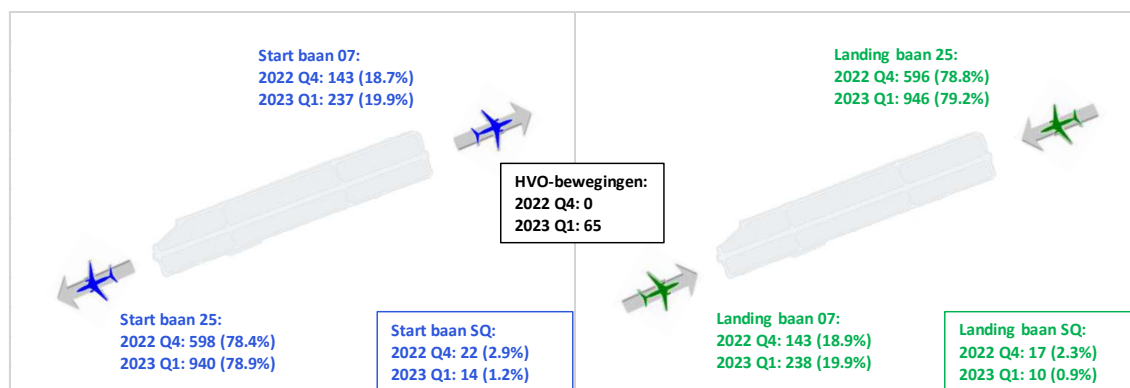 Start baan 07:
2022 Q4: 143 (18.7%)
2023 Q1: 237 (19.9%)
Landing baan 25:
2022 Q4: 596 (78.8%)
2023 Q1: 946 (79.2%)
HVO-bewegingen:
2022 Q4: 0
2023 Q1: 65
Start baan 25:
2022 Q4: 598 (78.4%)
2023 Q1: 940 (78.9%)
Start baan SQ:
2022 Q4: 22 (2.9%)
2023 Q1: 14 (1.2%)
Landing baan 07:
2022 Q4: 143 (18.9%)
2023 Q1: 238 (19.9%)
Landing baan SQ:
2022 Q4: 17 (2.3%)
2023 Q1: 10 (0.9%)